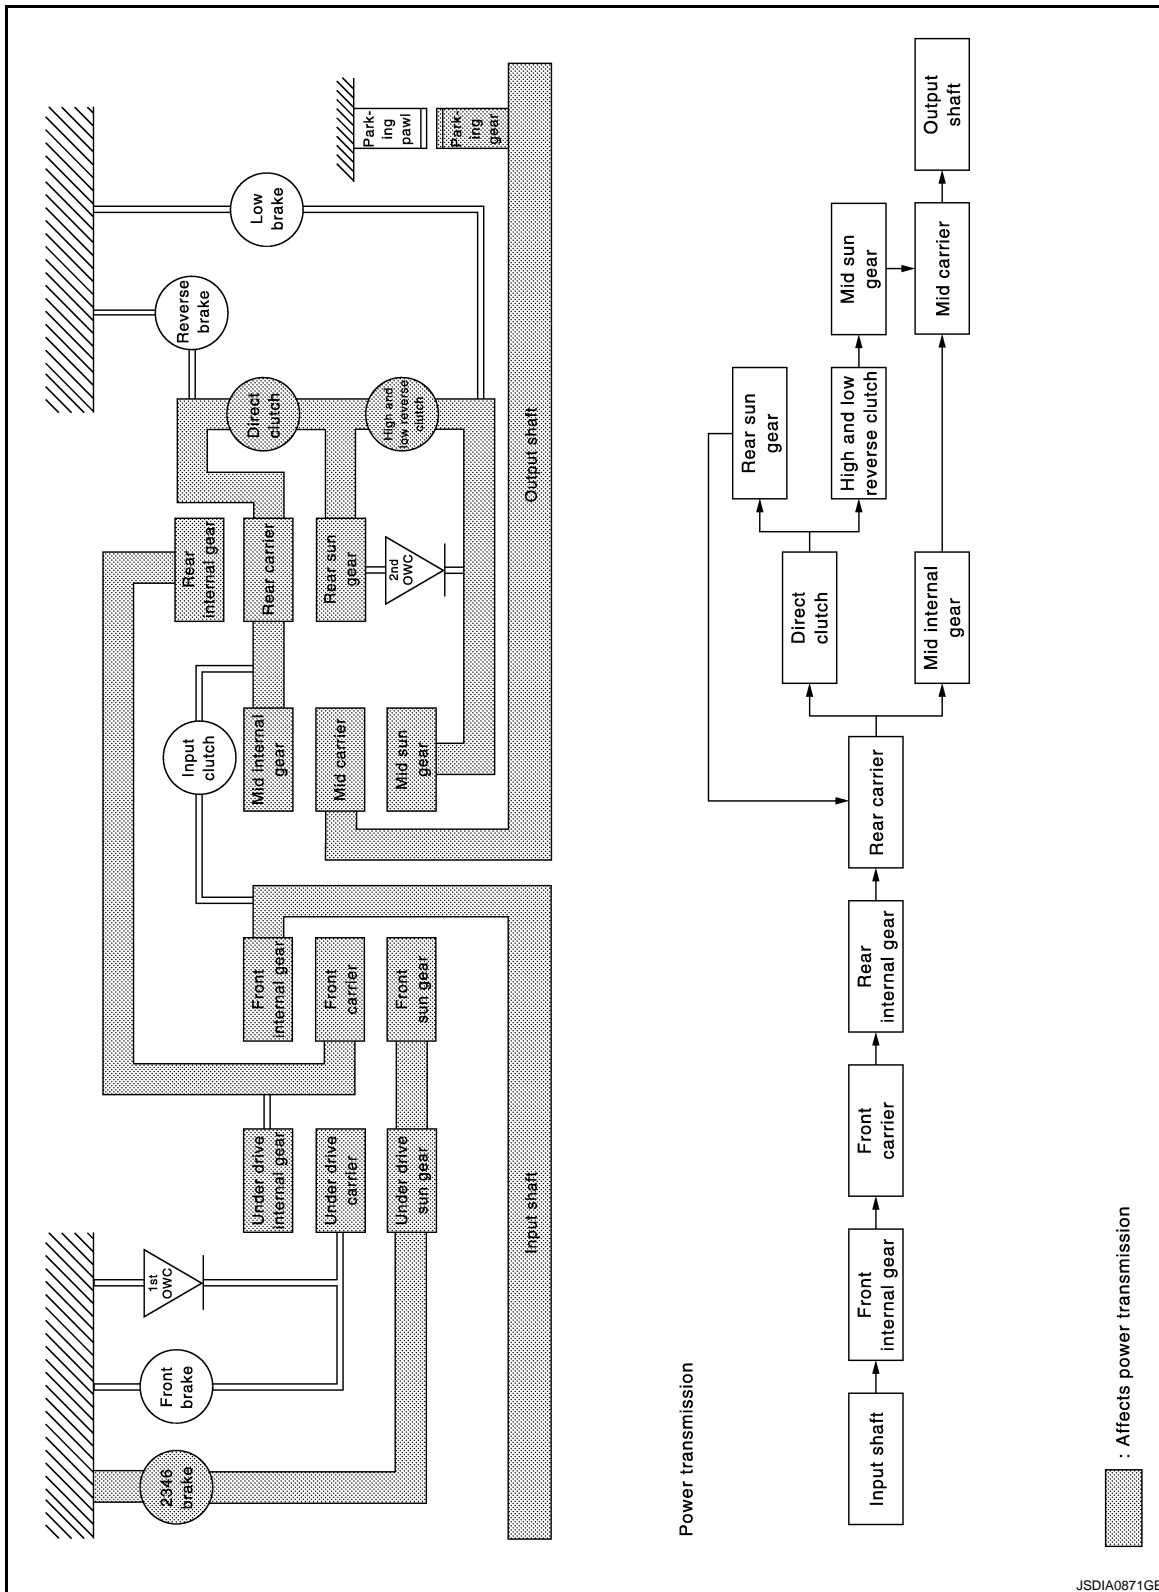 2346
brake
Front
brake
1st
OWC
Under drive
internal gear
Under drive
carrier
Under drive
sun gear
Front
internal gear
Front
carrier
Front
sun gear
Input shaft
Input
clutch
Mid internal
gear
Mid carrier
Mid sun
gear
Rear
internal gear
Rear carrier
Rear sun
gear
2nd
OWC
Direct
clutch
High and
low reverse
clutch
Reverse
brake
Low
brake
Park-
ing
pawl
Park-
ing
gear
Output shaft
Power transmission
Input shaft
Front
internal gear
Front
carrier
Rear
internal gear
Rear carrier
Direct
clutch
Mid internal
gear
Rear sun
gear
High and low
reverse clutch
Mid sun
gear
Mid carrier
Output
shaft
: Affects power transmission
JSDIA0871GB